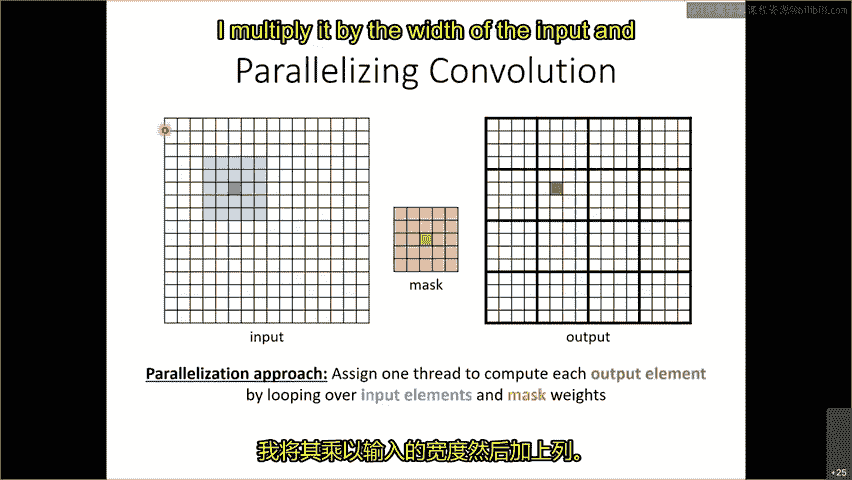 I multiply it by the width of the input and
Parallelizing Convolution
mask
input
output
Parallelization approach: Assign one thread to compute each output element
by looping over input elements and mask weights
我将其乘以输入的宽度然后加上列。
+25